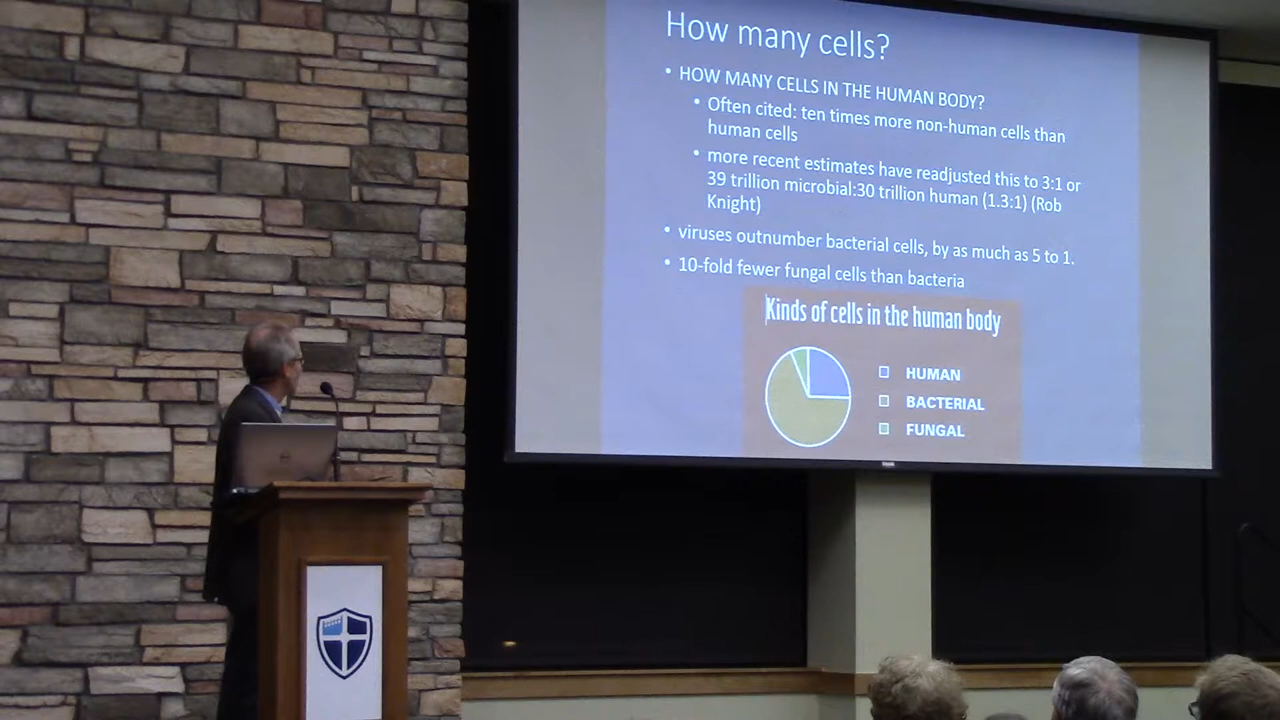 How many cells?
• HOW MANY CELLS IN THE HUMAN BODY?
• Often cited: ten times more non-human cells than
human cells
• more recent estimates have readjusted this to 3:1 or
39 trillion microbial:30 trillion human (1.3:1) (Rob
Knight)
• viruses outnumber bacterial cells, by as much as 5 to 1.
• 10-fold fewer fungal cells than bacteria
Kinds of cells in the human body
HUMAN
BACTERIAL
FUNGAL